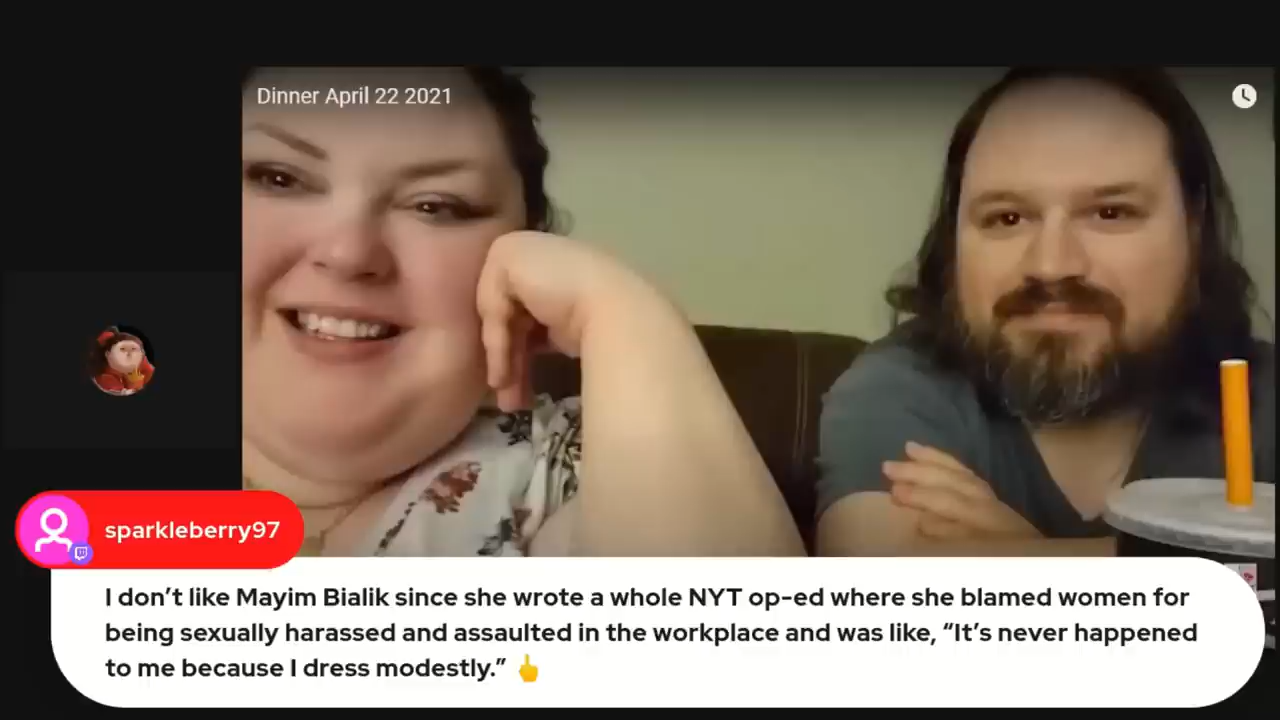 Dinner April 22 2021
sparkleberry97
I don’t like Mayim Bialik since she wrote a whole NYT op-ed where she blamed women for
being sexually harassed and assaulted in the workplace and was like, “It’s never happened
to me because I dress modestly.” 🖕